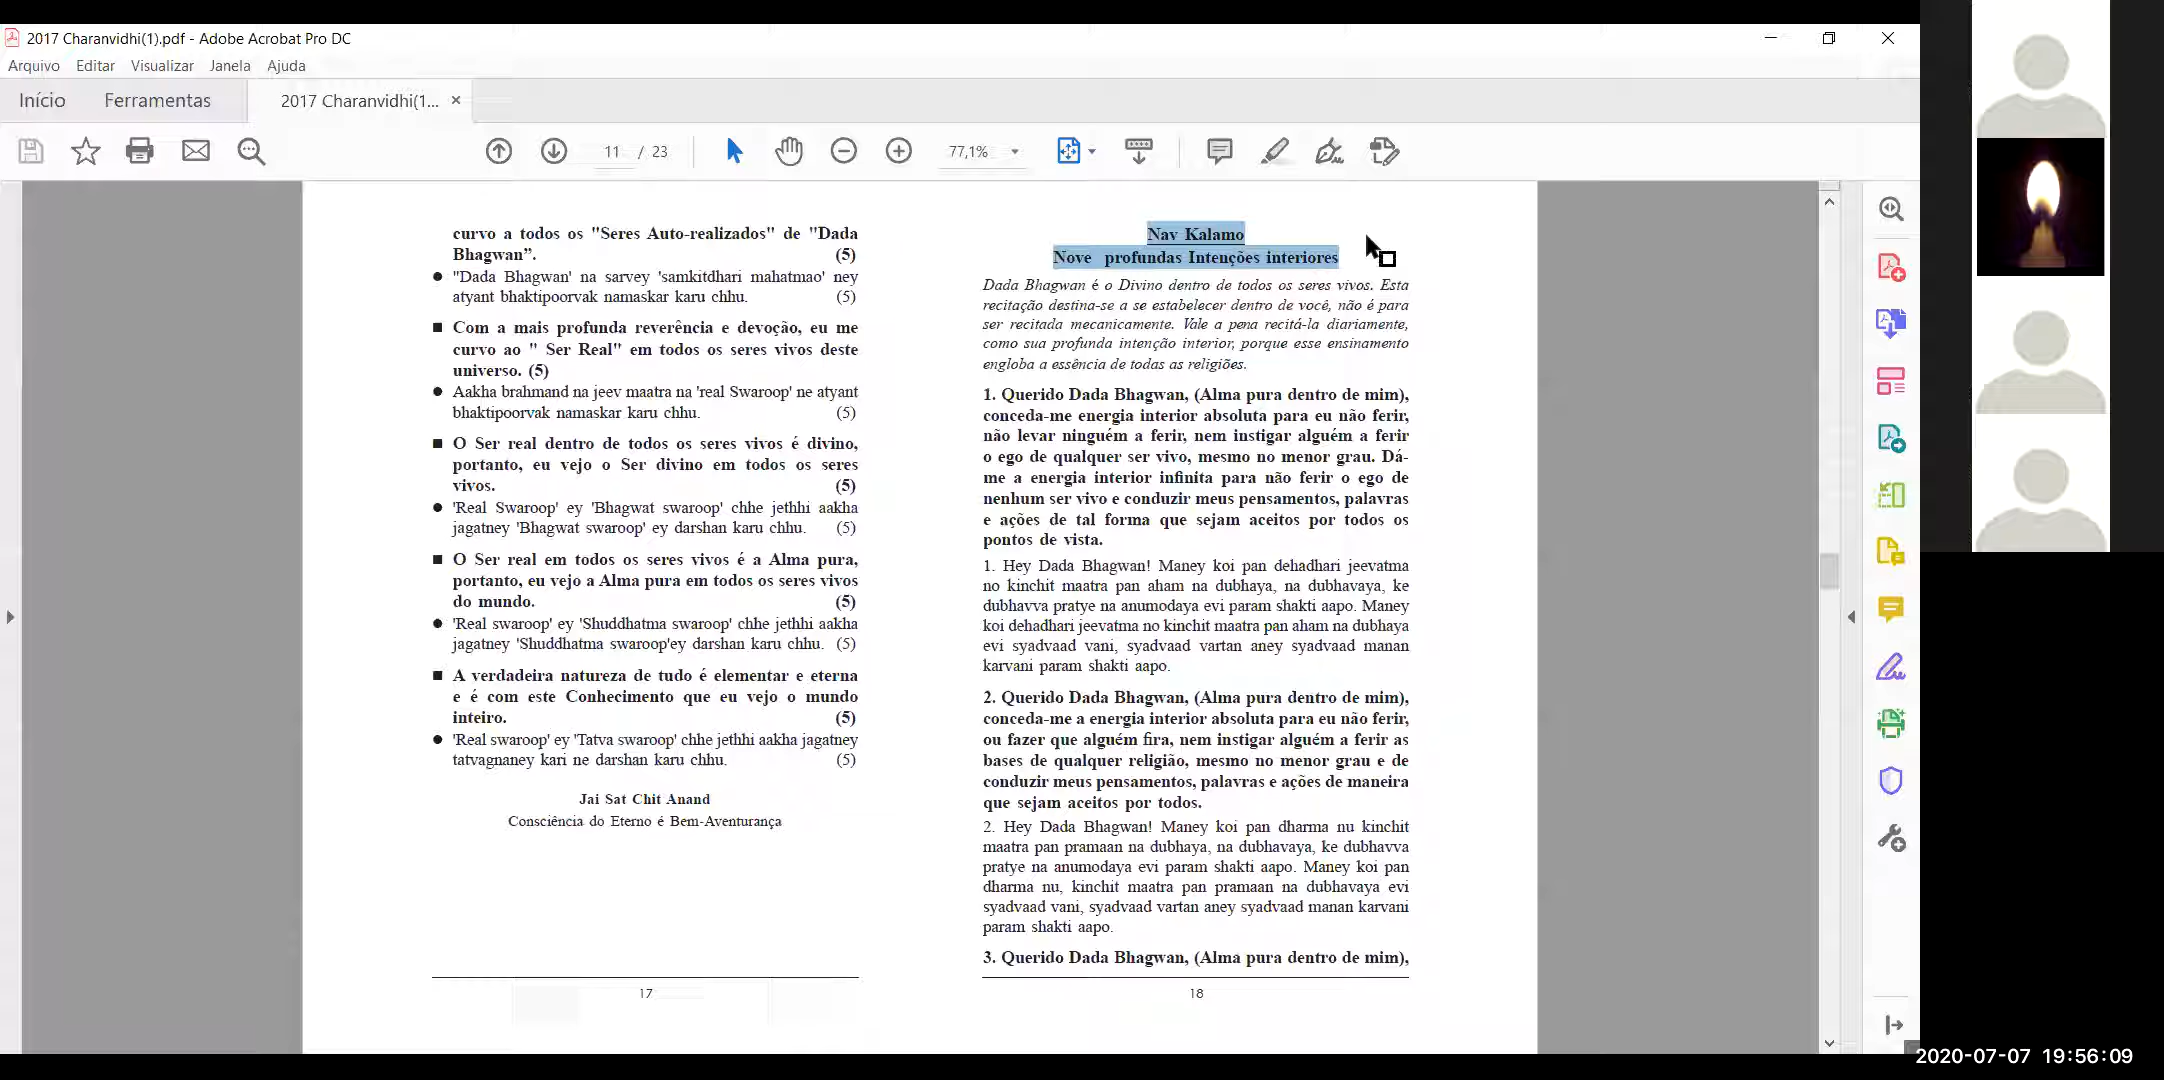 2017 Charanvidhi(1).pdf - Adobe Acrobat Pro DC
Arquivo Editar Visualizar Janela Ajuda
Início Ferramentas 2017 Charanvidhi(1... ×
11 / 23 77,1%
curvo a todos os "Seres Auto-realizados" de "Dada
Bhagwan”. (5)
● "Dada Bhagwan' na sarvey 'samkitdhari mahatmao' ney
atyant bhaktipoorvak namaskar karu chhu. (5)
■ Com a mais profunda reverência e devoção, eu me
curvo ao " Ser Real" em todos os seres vivos deste
universo. (5)
● Aakha brahmand na jeev maatra na 'real Swaroop' ne atyant
bhaktipoorvak namaskar karu chhu. (5)
■ O Ser real dentro de todos os seres vivos é divino,
portanto, eu vejo o Ser divino em todos os seres
vivos. (5)
● 'Real Swaroop' ey 'Bhagwat swaroop' chhe jethhi aakha
jagatney 'Bhagwat swaroop' ey darshan karu chhu. (5)
■ O Ser real em todos os seres vivos é a Alma pura,
portanto, eu vejo a Alma pura em todos os seres vivos
do mundo. (5)
● 'Real swaroop' ey 'Shuddhatma swaroop' chhe jethhi aakha
jagatney 'Shuddhatma swaroop'ey darshan karu chhu. (5)
■ A verdadeira natureza de tudo é elementar e eterna
e é com este Conhecimento que eu vejo o mundo
inteiro. (5)
● 'Real swaroop' ey 'Tatva swaroop' chhe jethhi aakha jagatney
tatvagnaney kari ne darshan karu chhu. (5)
Jai Sat Chit Anand
Consciência do Eterno é Bem-Aventurança
17
Nav Kalamo
Nove profundas Intenções interiores
Dada Bhagwan é o Divino dentro de todos os seres vivos. Esta
recitação destina-se a se estabelecer dentro de você, não é para
ser recitada mecanicamente. Vale a pena recitá-la diariamente,
como sua profunda intenção interior, porque esse ensinamento
engloba a essência de todas as religiões.
1. Querido Dada Bhagwan, (Alma pura dentro de mim),
conceda-me energia interior absoluta para eu não ferir,
não levar ninguém a ferir, nem instigar alguém a ferir
o ego de qualquer ser vivo, mesmo no menor grau. Dá-
me a energia interior infinita para não ferir o ego de
nenhum ser vivo e conduzir meus pensamentos, palavras
e ações de tal forma que sejam aceitos por todos os
pontos de vista.
1. Hey Dada Bhagwan! Maney koi pan dehadhari jeevatma
no kinchit maatra pan aham na dubhaya, na dubhavaya, ke
dubhavva pratye na anumodaya evi param shakti aapo. Maney
koi dehadhari jeevatma no kinchit maatra pan aham na dubhaya
evi syadvaad vani, syadvaad vartan aney syadvaad manan
karvani param shakti aapo.
2. Querido Dada Bhagwan, (Alma pura dentro de mim),
conceda-me a energia interior absoluta para eu não ferir,
ou fazer que alguém fira, nem instigar alguém a ferir as
bases de qualquer religião, mesmo no menor grau e de
conduzir meus pensamentos, palavras e ações de maneira
que sejam aceitos por todos.
2. Hey Dada Bhagwan! Maney koi pan dharma nu kinchit
maatra pan pramaan na dubhaya, na dubhavaya, ke dubhavva
pratye na anumodaya evi param shakti aapo. Maney koi pan
dharma nu, kinchit maatra pan pramaan na dubhavaya evi
syadvaad vani, syadvaad vartan aney syadvaad manan karvani
param shakti aapo.
3. Querido Dada Bhagwan, (Alma pura dentro de mim),
18
2020-07-07 19:56:09